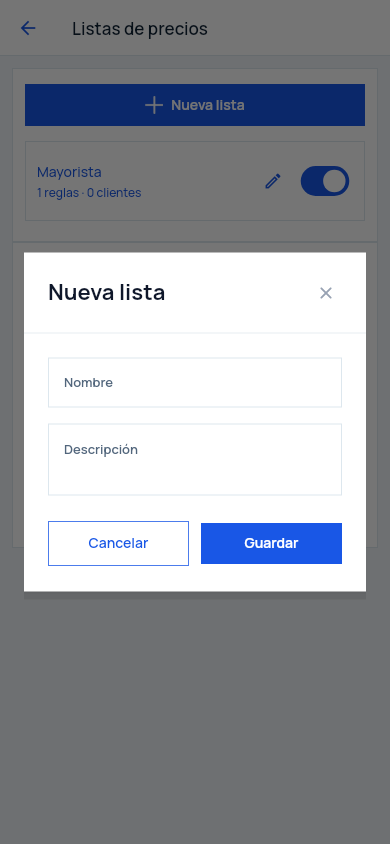 Listas de precios
Nueva lista
Mayorista
1 reglas · 0 clientes
Nueva lista
Nombre
Descripción
Cancelar
Guardar